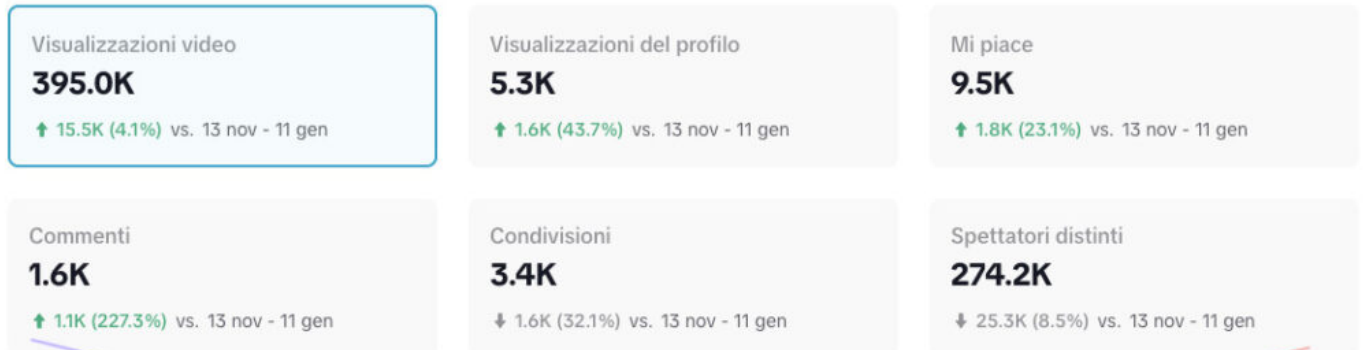 Visualizzazioni video
395.0K
15.5K (4.1%) vs. 13 nov - 11 gen
Visualizzazioni del profilo
5.3K
1.6K (43.7%) vs. 13 nov - 11 gen
Mi piace
9.5K
1.8K (23.1%) vs. 13 nov - 11 gen
Commenti
1.6K
1.1K (227.3%) vs. 13 nov - 11 gen
Condivisioni
3.4K
1.6K (32.1%) vs. 13 nov - 11 gen
Spettatori distinti
274.2K
25.3K (8.5%) vs. 13 nov - 11 gen